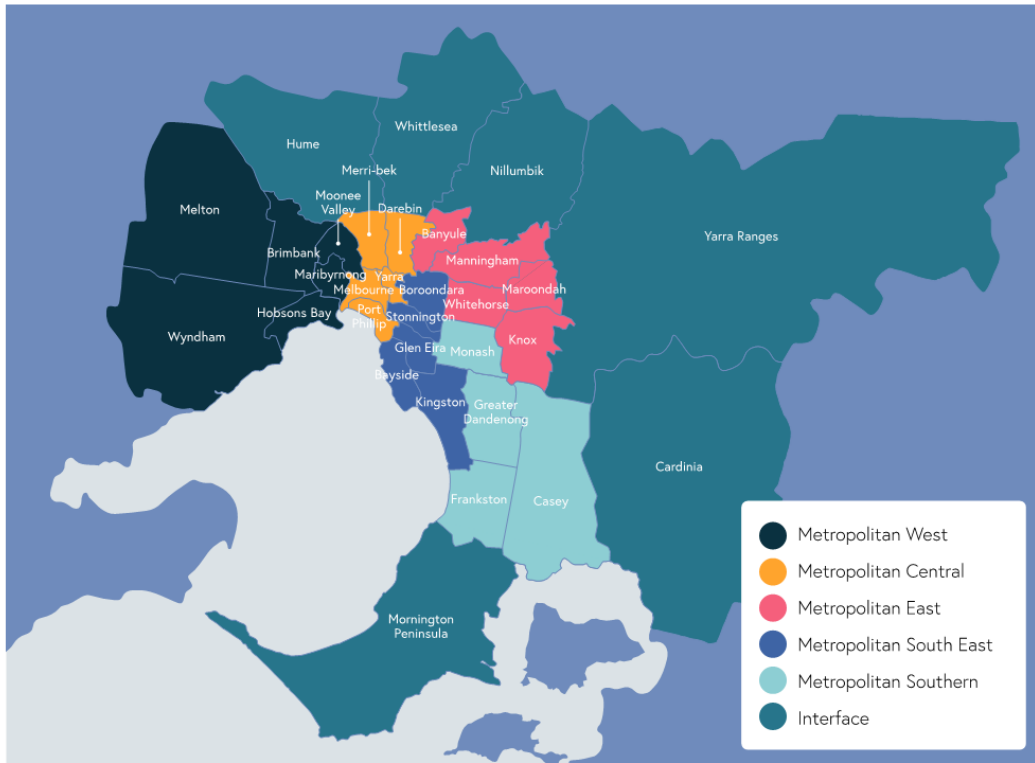 Whittlesea
Hume
Merri-bek
Nillumbik
Moonee
Valley
Darebin
Melton
Banyule
Yarra Ranges
Brimbank
Manningham
Maribyrnong
Yarra
Melbourne
Boroondara
Maroondah
Whitehorse
Hobsons Bay
Port
Phillip
Stonnington
Wyndham
Knox
Glen Eira
Monash
Bayside
Kingston
Greater
Dandenong
Cardinia
Frankston
Casey
Mornington
Peninsula
Metropolitan West
Metropolitan Central
Metropolitan East
Metropolitan South East
Metropolitan Southern
Interface